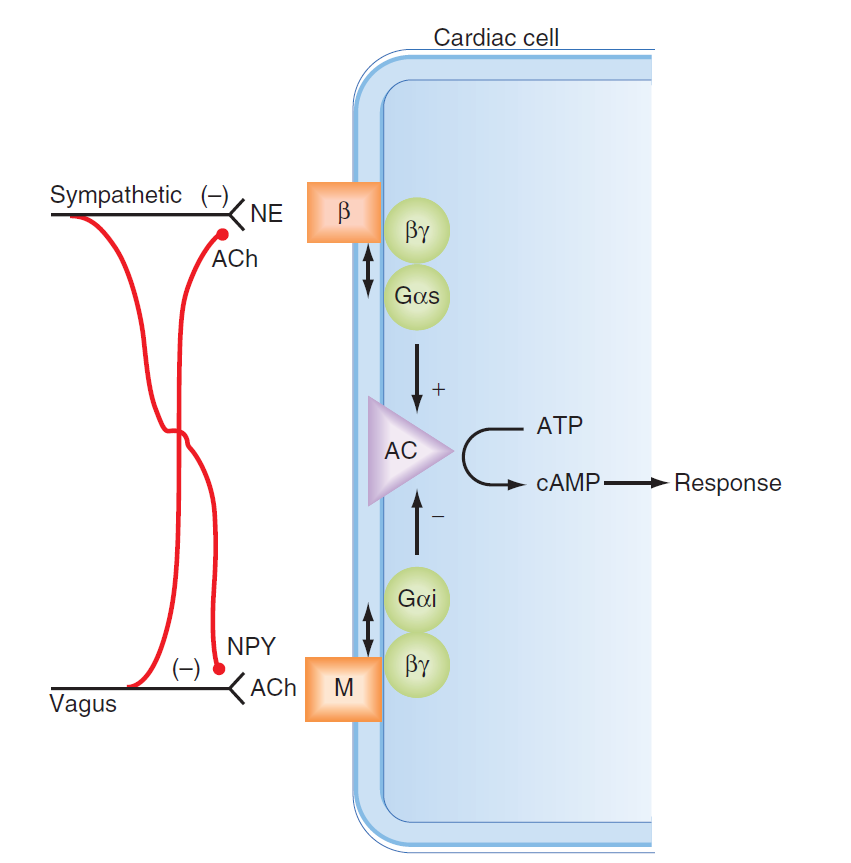 Cardiac cell
Sympathetic (–)
NE
β
βγ
ACh
Gαs
+
ATP
AC
cAMP
Response
–
Gαi
NPY
(–)
βγ
ACh
M
Vagus